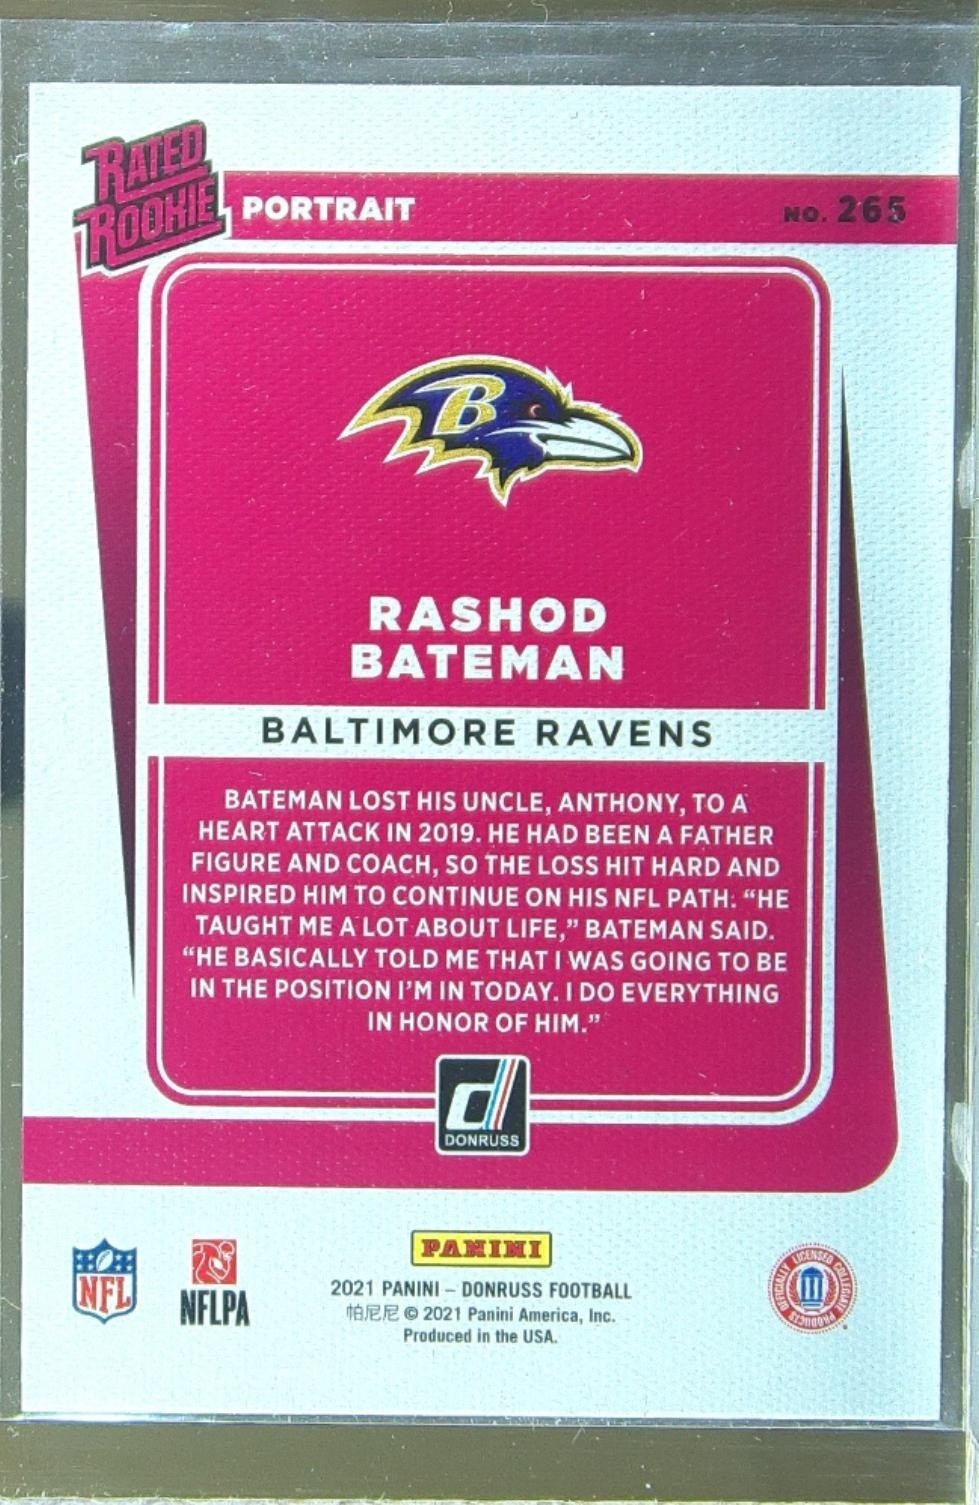 RATED
ROOKIE
PORTRAIT
NO. 265
B
RASHOD
BATEMAN
BALTIMORE RAVENS
BATEMAN LOST HIS UNCLE, ANTHONY, TO A
HEART ATTACK IN 2019. HE HAD BEEN A FATHER
FIGURE AND COACH, SO THE LOSS HIT HARD AND
INSPIRED HIM TO CONTINUE ON HIS NFL PATH. “HE
TAUGHT ME A LOT ABOUT LIFE,” BATEMAN SAID.
“HE BASICALLY TOLD ME THAT I WAS GOING TO BE
IN THE POSITION I’M IN TODAY. I DO EVERYTHING
IN HONOR OF HIM.”
d
DONRUSS
NFL
NFLPA
PANINI
2021 PANINI – DONRUSS FOOTBALL
帕尼尼 © 2021 Panini America, Inc.
Produced in the USA.
OFFICIALLY LICENSED COLLEGIATE PRODUCTS